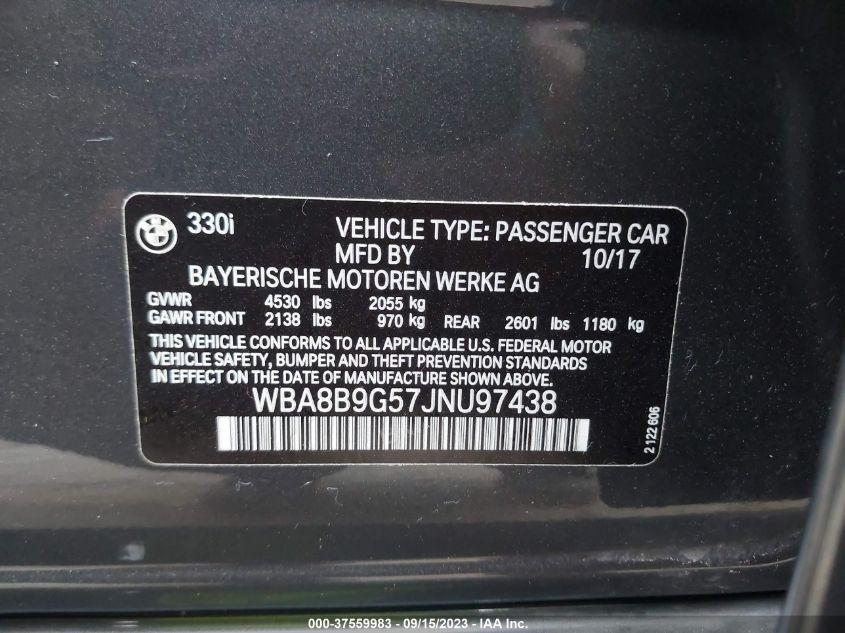 330i VEHICLE TYPE: PASSENGER CAR
MFD BY 10/17
BAYERISCHE MOTOREN WERKE AG
GVWR 4530 lbs 2055 kg
GAWR FRONT 2138 lbs 970 kg REAR 2601 lbs 1180 kg
THIS VEHICLE CONFORMS TO ALL APPLICABLE U.S. FEDERAL MOTOR
VEHICLE SAFETY, BUMPER AND THEFT PREVENTION STANDARDS
IN EFFECT ON THE DATE OF MANUFACTURE SHOWN ABOVE.
WBA8B9G57JNU97438
2 122 606
000-37559983 - 09/15/2023 - © IAA Inc.